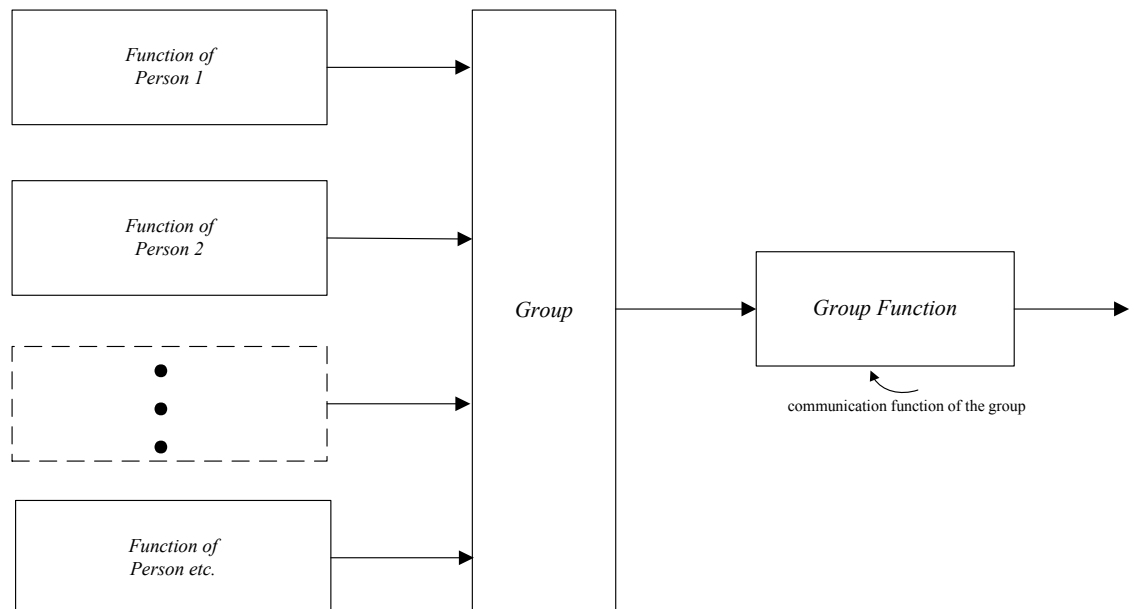 Function of
Person 1
Function of
Person 2
Group
Group Function
communication function of the group
Function of
Person etc.